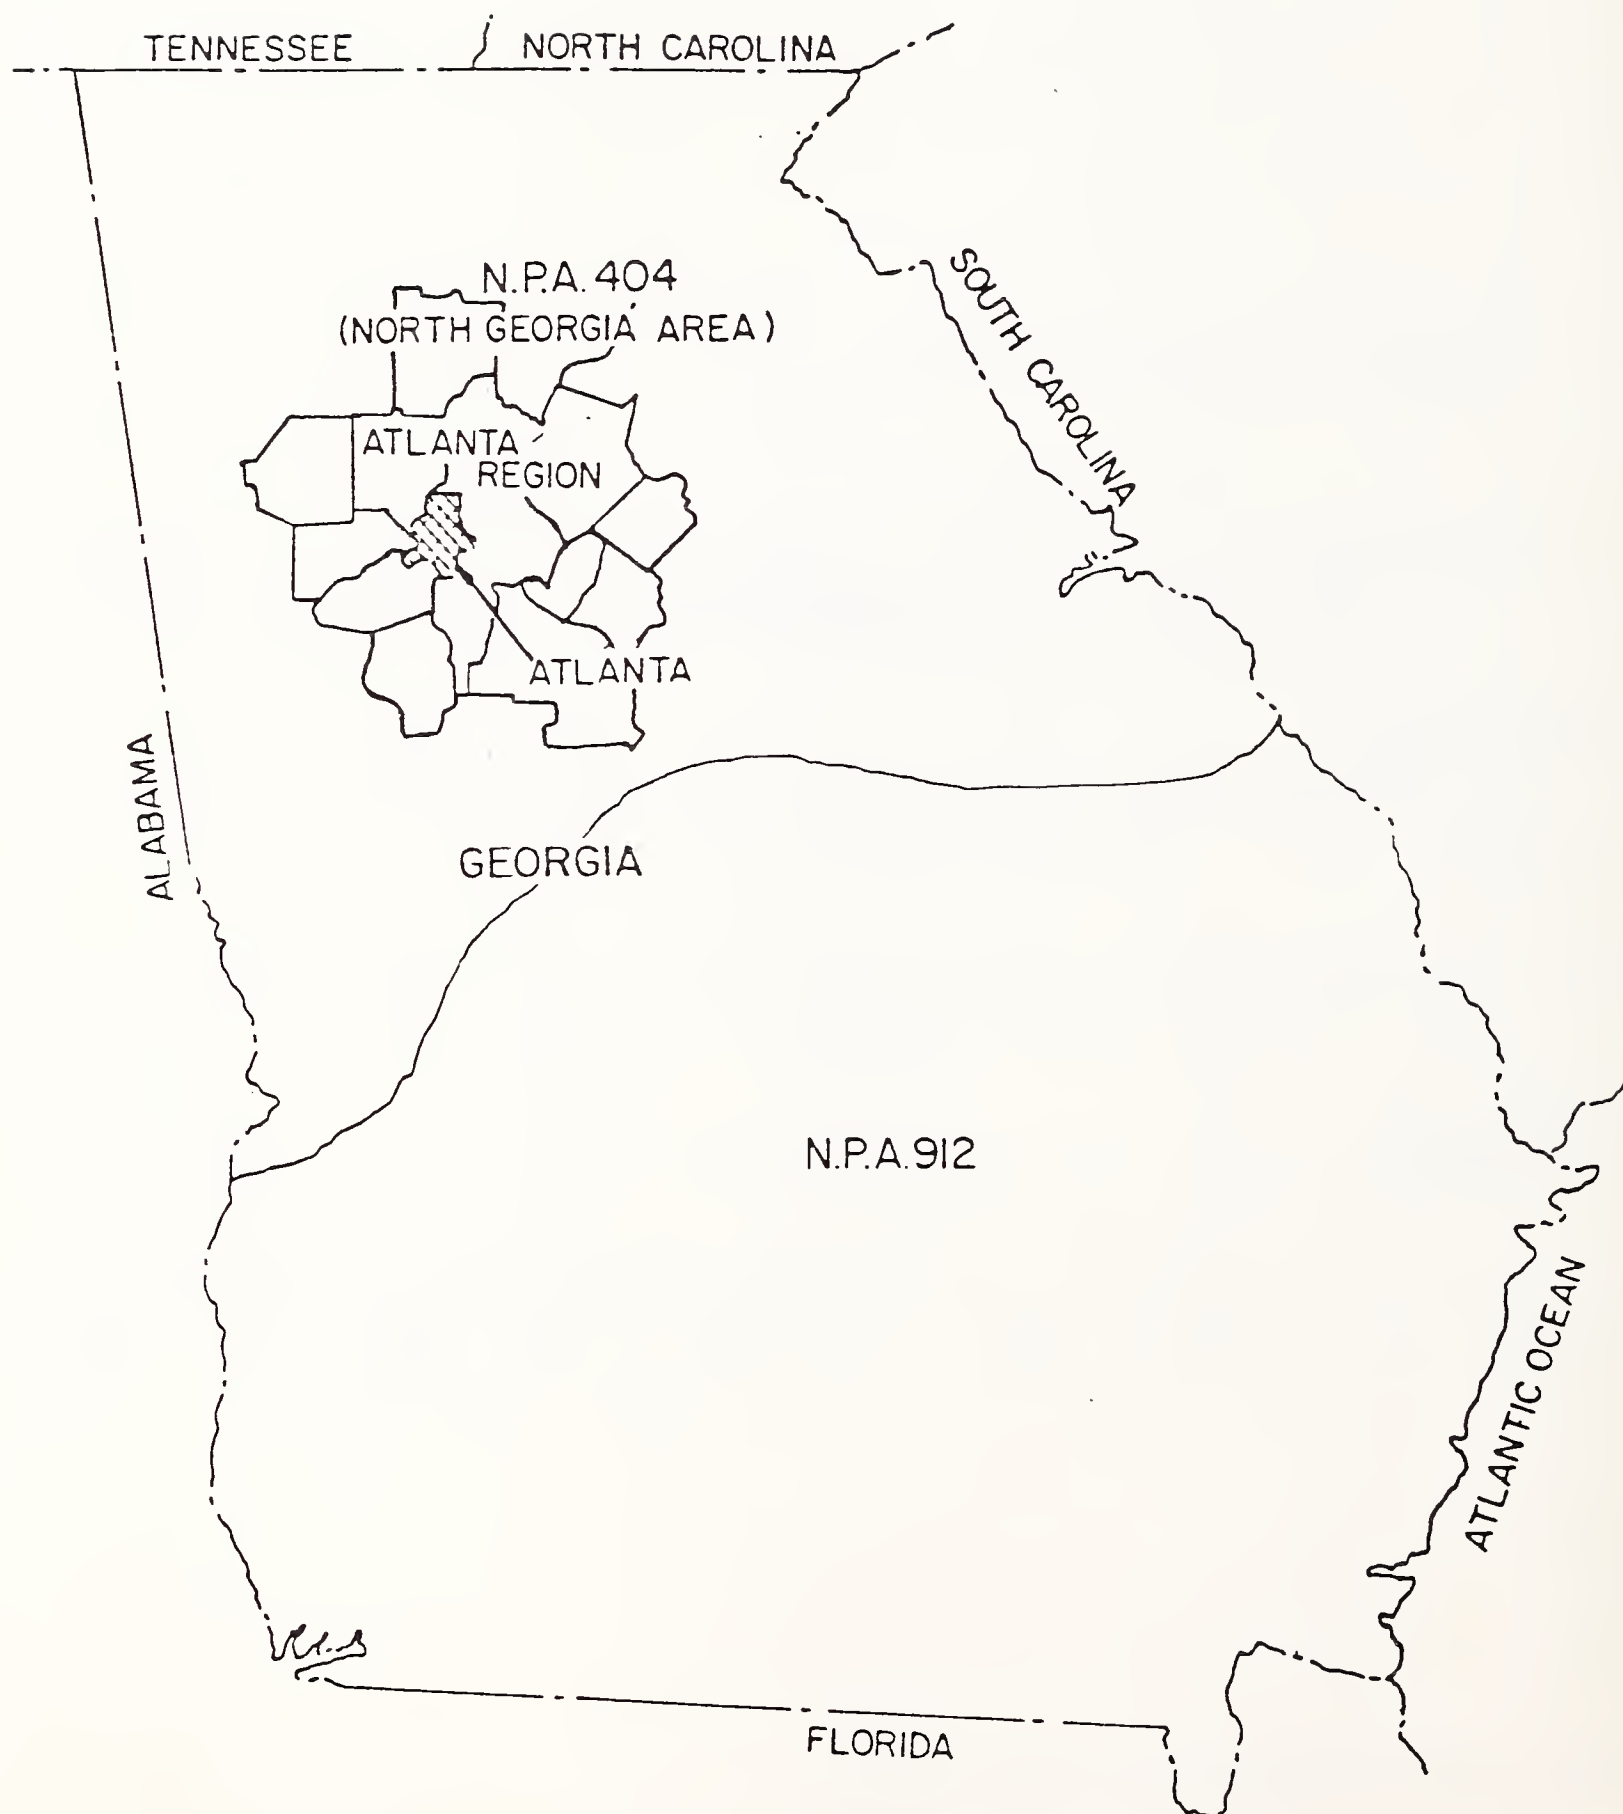 TENNESSEE
NORTH CAROLINA
SOUTH CAROLINA
N.P.A. 404
(NORTH GEORGIA AREA)
ATLANTA
REGION
ATLANTA
ALABAMA
GEORGIA
N.P.A. 912
ATLANTIC OCEAN
FLORIDA